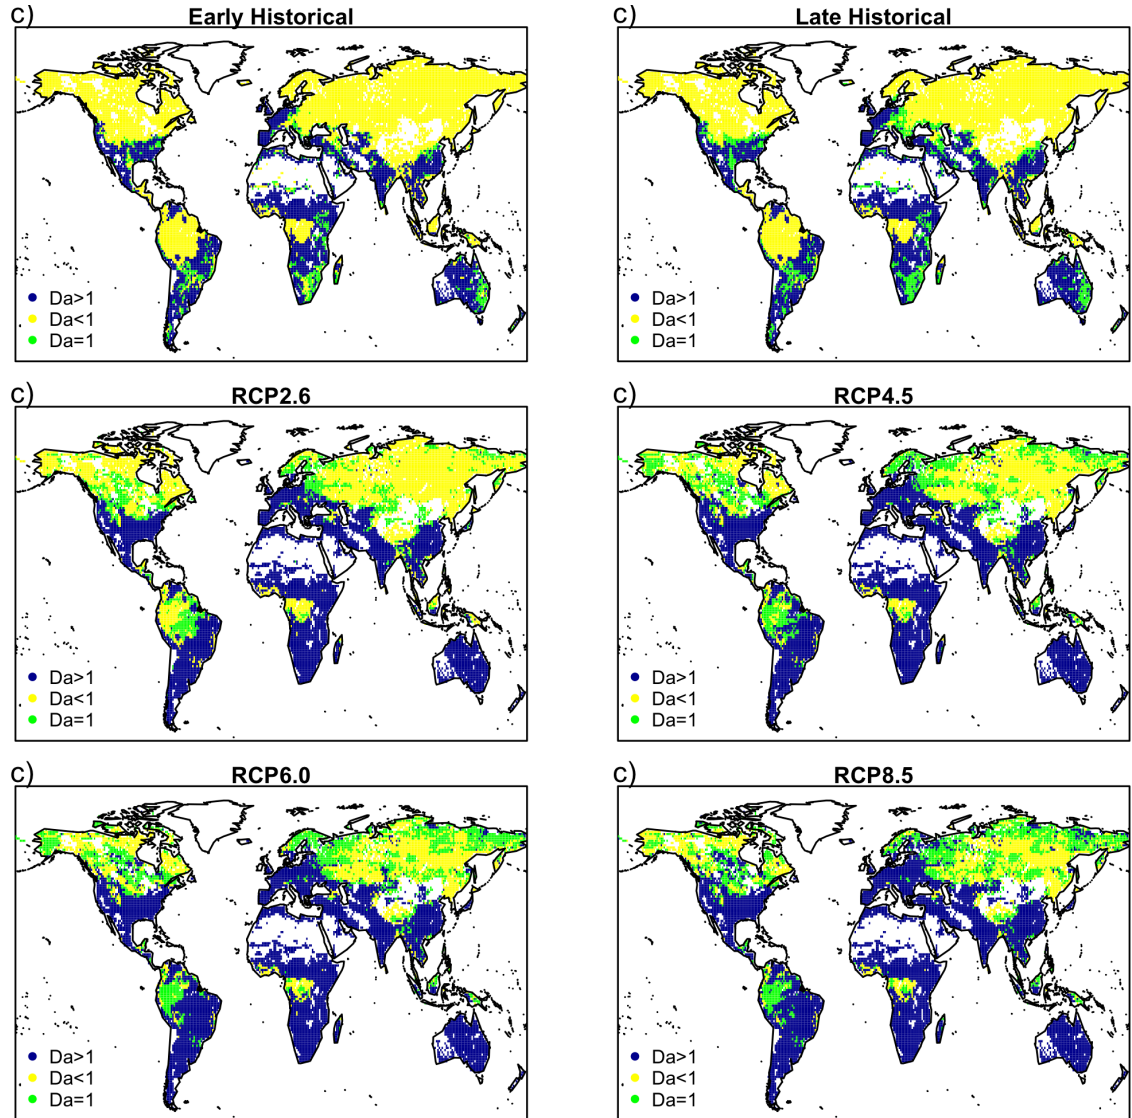 c) Early Historical
Da>1
Da<1
Da=1
c) Late Historical
Da>1
Da<1
Da=1
c) RCP2.6
Da>1
Da<1
Da=1
c) RCP4.5
Da>1
Da<1
Da=1
c) RCP6.0
Da>1
Da<1
Da=1
c) RCP8.5
Da>1
Da<1
Da=1